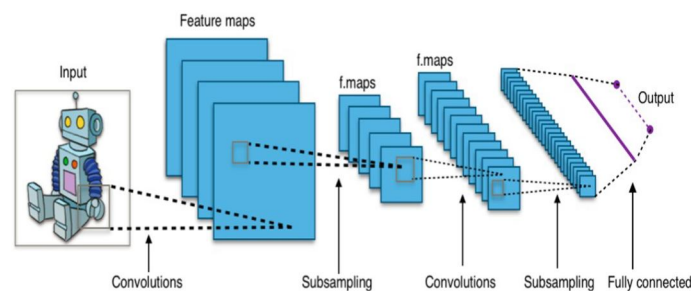 Feature maps
Input
f.maps
f.maps
Output
Convolutions
Subsampling
Convolutions
Subsampling
Fully connected